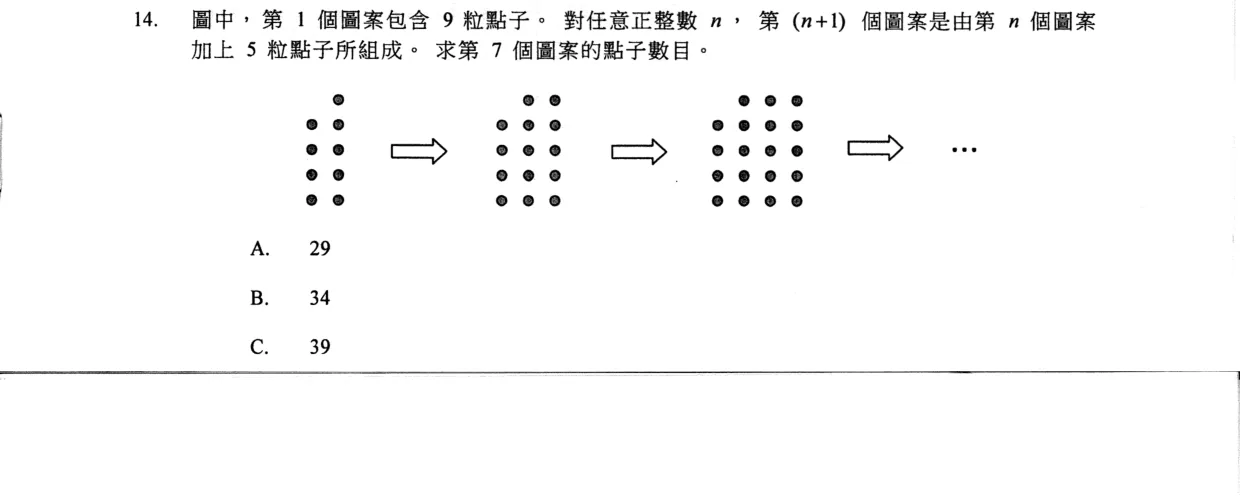 14. 圖中，第 1 個圖案包含 9 粒點子。 對任意正整數 n ， 第 (n+1) 個圖案是由第 n 個圖案
加上 5 粒點子所組成。 求第 7 個圖案的點子數目。
...
A. 29
B. 34
C. 39